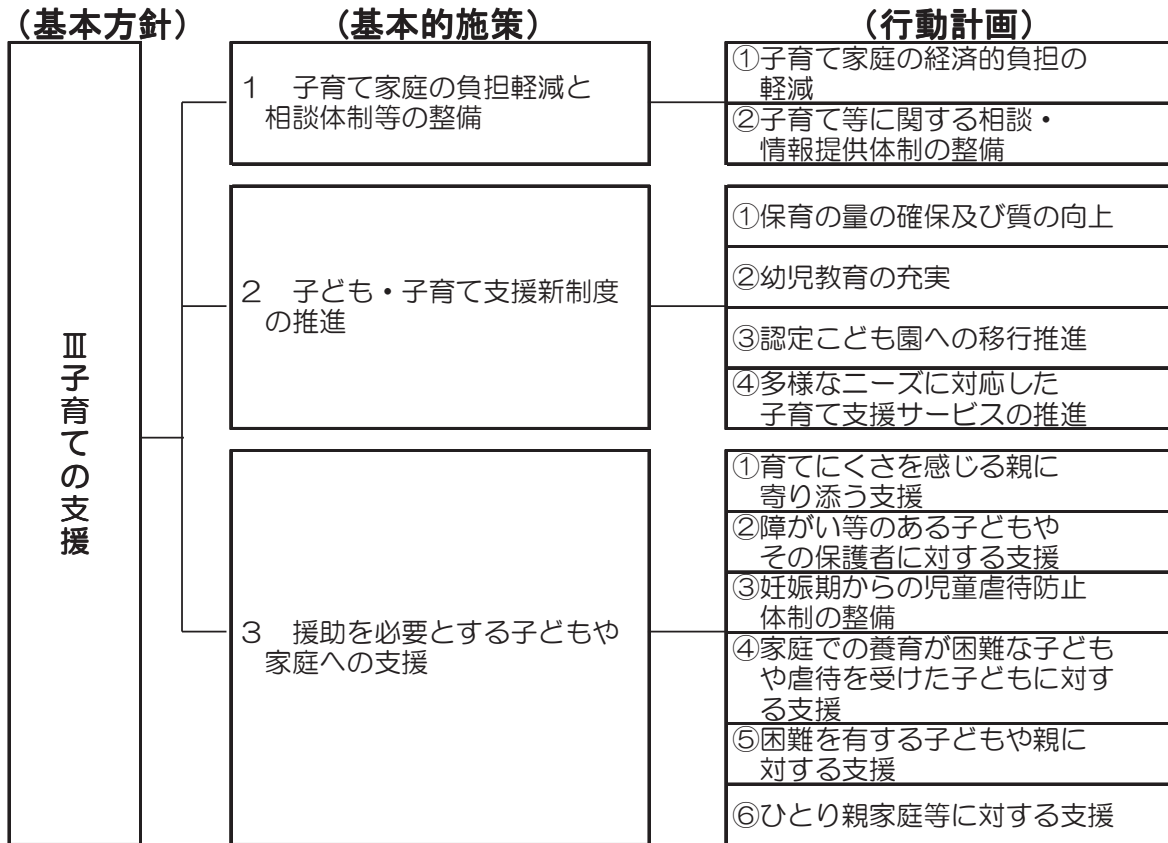 （基本方針）　（基本的施策）　（行動計画）
Ⅲ子育ての支援
１　子育て家庭の負担軽減と
相談体制等の整備
①子育て家庭の経済的負担の
軽減
②子育て等に関する相談・
情報提供体制の整備
２　子ども・子育て支援新制度
の推進
①保育の量の確保及び質の向上
②幼児教育の充実
③認定こども園への移行推進
④多様なニーズに対応した
子育て支援サービスの推進
３　援助を必要とする子どもや
家庭への支援
①育てにくさを感じる親に
寄り添う支援
②障がい等のある子どもや
その保護者に対する支援
③妊娠期からの児童虐待防止
体制の整備
④家庭での養育が困難な子ども
や虐待を受けた子どもに対す
る支援
⑤困難を有する子どもや親に
対する支援
⑥ひとり親家庭等に対する支援